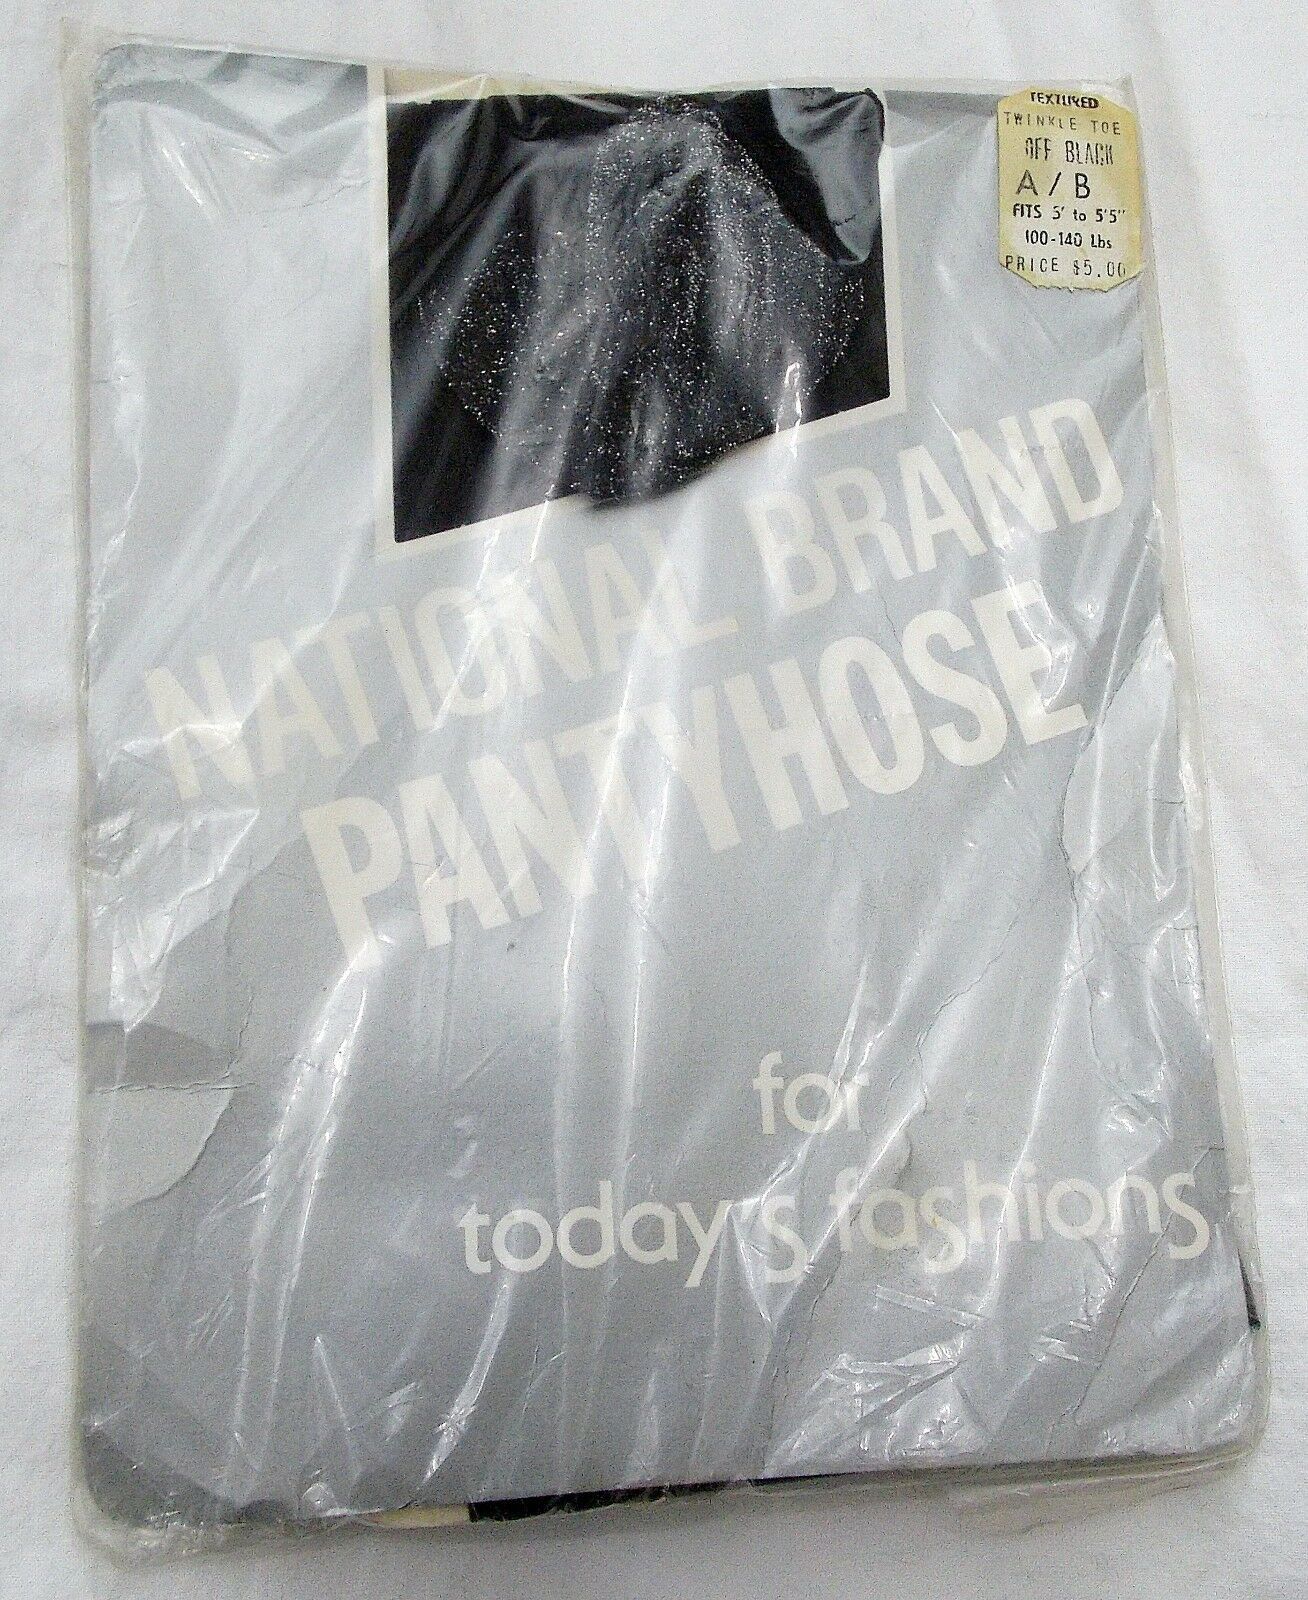 TEXTURED
TWINKLE TOE
OFF BLACK
A/B
FITS 5' to 5'5"
100-140 Lbs
PRICE $5.00
NATIONAL BRAND
PANTYHOSE
for
today's fashions